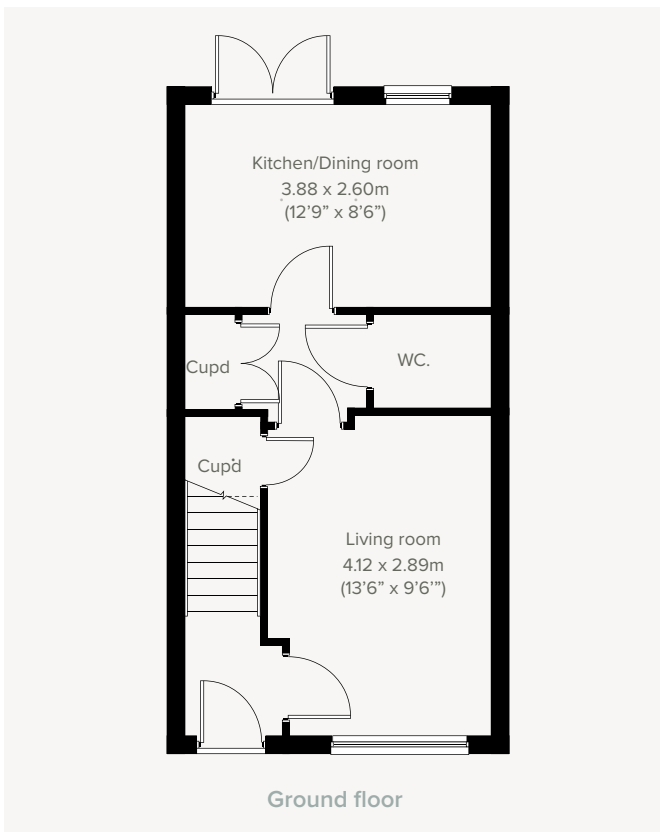 Kitchen/Dining room
3.88 x 2.60m
(12’9” x 8’6”)
Cupd
WC.
Cupd
Living room
4.12 x 2.89m
(13’6” x 9’6’”)
Ground floor